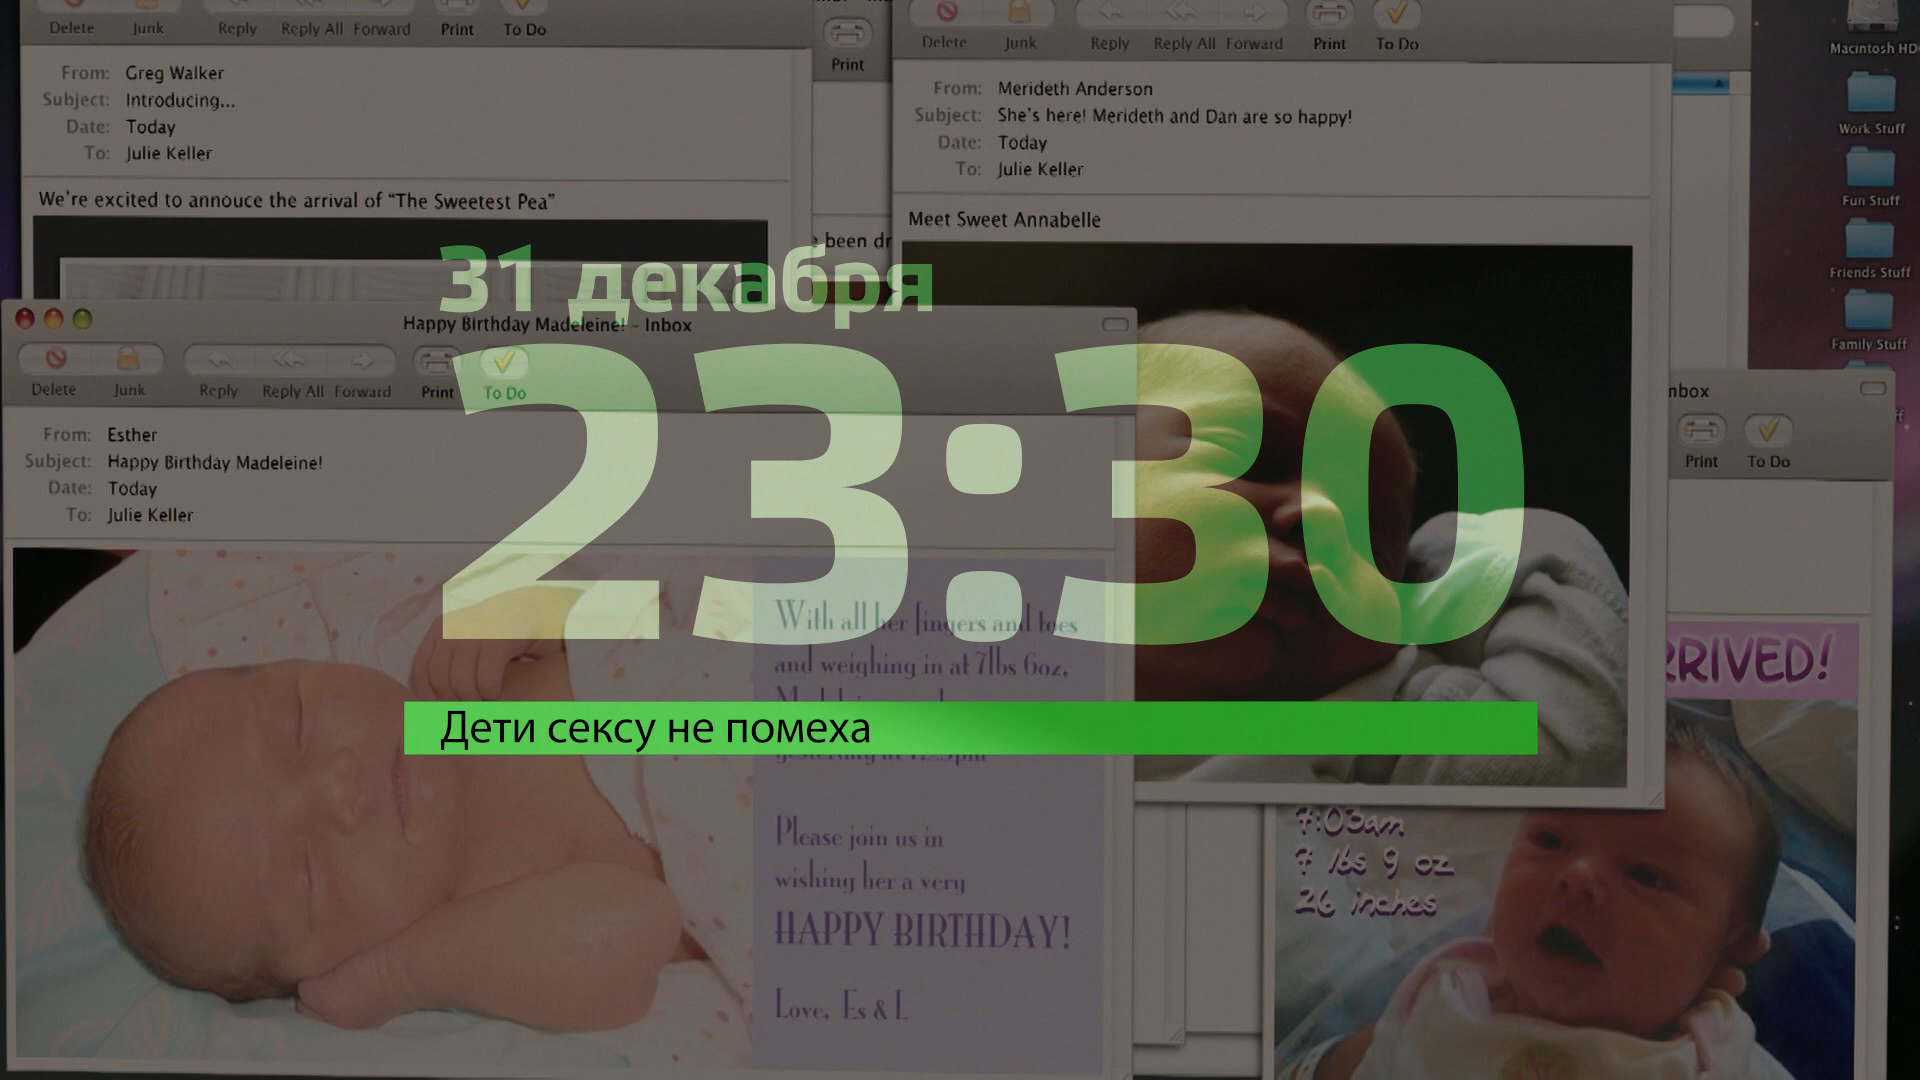 Delete Junk Reply Reply All Forward Print To Do
From: Greg Walker
Subject: Introducing...
Date: Today
To: Julie Keller
We're excited to annouce the arrival of "The Sweetest Pea"
Print
been dr
Delete Junk Reply Reply All Forward Print To Do
From: Merideth Anderson
Subject: She's here! Merideth and Dan are so happy!
Date: Today
To: Julie Keller
Meet Sweet Annabelle
Macintosh HD
Work Stuff
Fun Stuff
Friends Stuff
Family Stuff
31 декабря
23:30
Дети сексу не помеха
Happy Birthday Madeleine! - Inbox
Delete Junk Reply Reply All Forward Print To Do
From: Esther
Subject: Happy Birthday Madeleine!
Date: Today
To: Julie Keller
With all her fingers and toes
and weighing in at 7lbs 6oz,
Please join us in
wishing her a very
HAPPY BIRTHDAY!
Love, Es & L
nbox
Print To Do
RRIVED!
7:03am
7 lbs 9 oz
26 inches